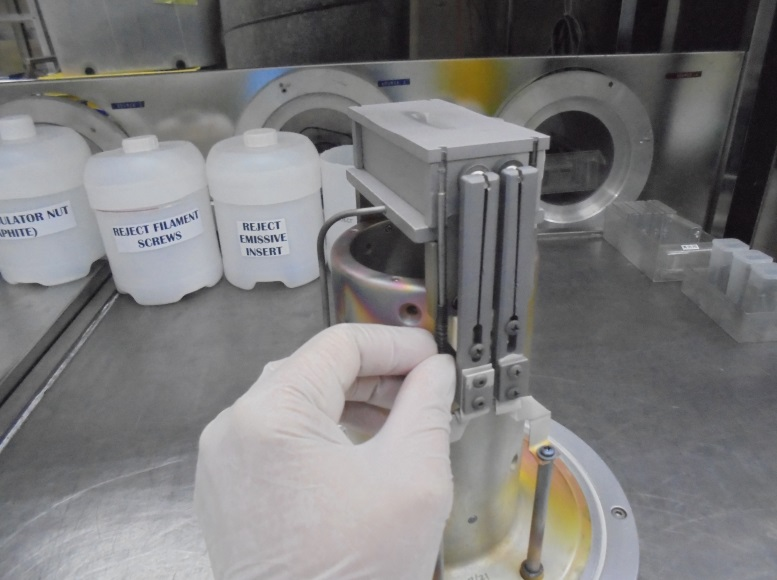 ULATOR NUT
PHITE)
REJECT FILAMENT
SCREWS
REJECT
EMISSIVE
INSERT